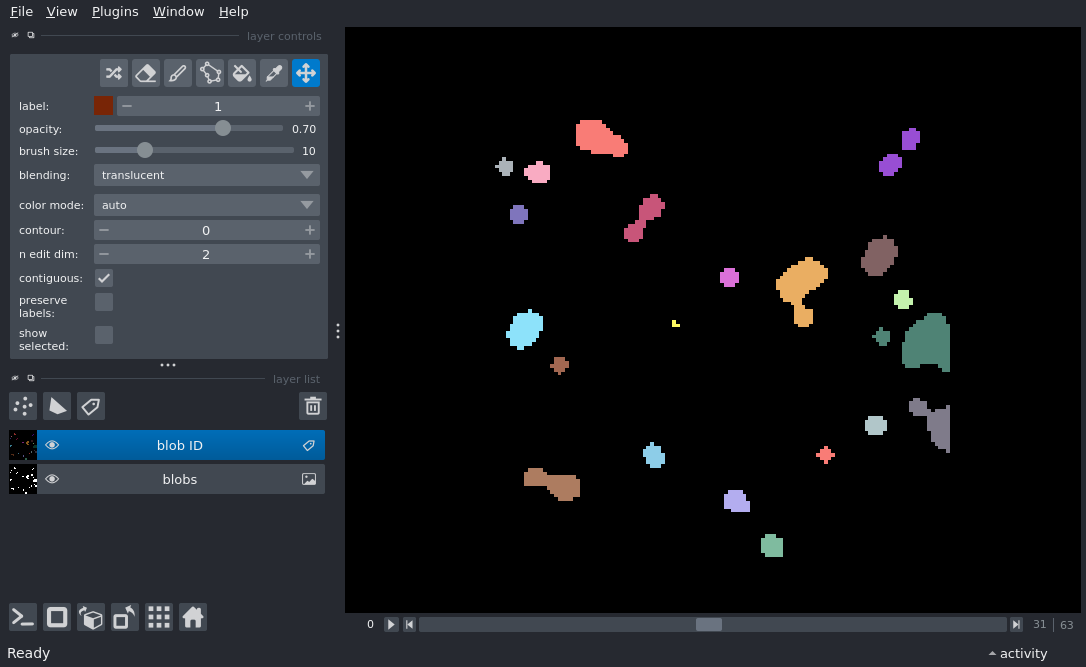 File View Plugins Window Help
layer controls
label: 1
opacity: 0.70
brush size: 10
blending: translucent
color mode: auto
contour: 0
n edit dim: 2
contiguous:
preserve
labels:
show
selected:
layer list
blob ID
blobs
0 31 63
Ready activity